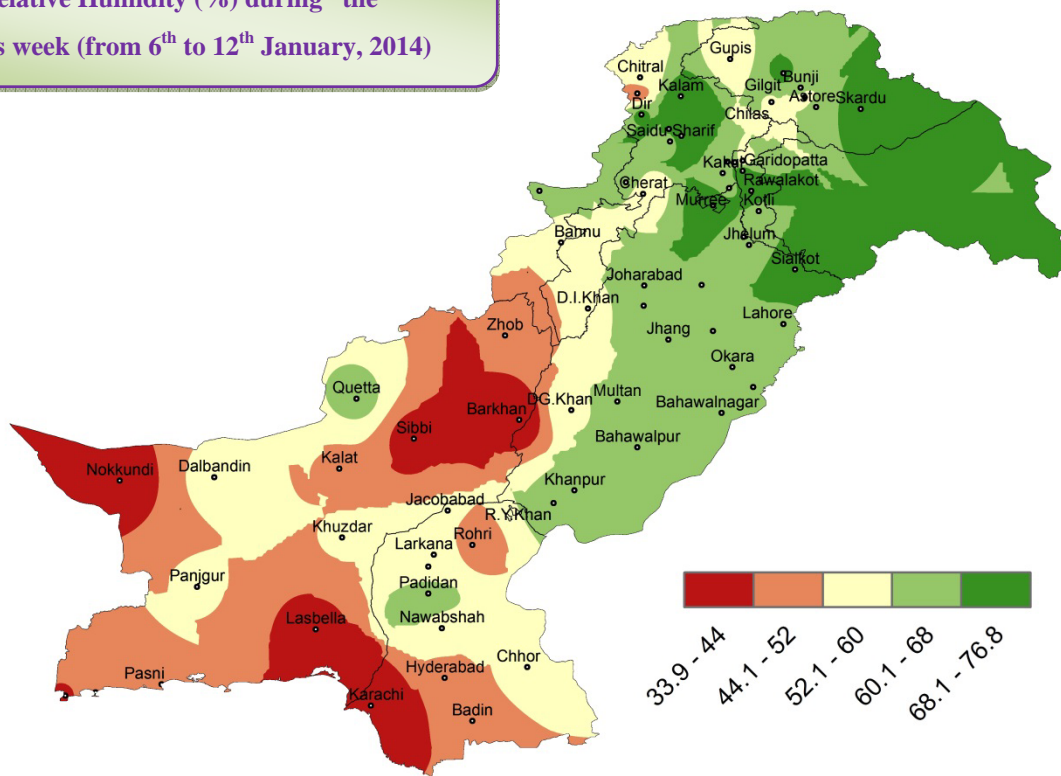 Relative Humidity (%) during the
s week (from 6th to 12th January, 2014)
Gupis
Chitral
Bunji
Kalam
Gilgit
Astore
Skardu
Dir
Chilas
Saidu Sharif
Garidopatta
Cherat
Rawalakot
Murree
Kotli
Bannu
Jhelum
Sialkot
Joharabad
D.I.Khan
Lahore
Zhob
Jhang
Okara
Quetta
Multan
D.G.Khan
Barkhan
Bahawalnagar
Sibbi
Bahawalpur
Kalat
Nokkundi
Dalbandin
Khanpur
Jacobabad
R.Y.Khan
Khuzdar
Rohri
Larkana
Panjgur
Padidan
Lasbella
Nawabshah
Chhor
Pasni
Hyderabad
Karachi
Badin
33.9 - 44
44.1 - 52
52.1 - 60
60.1 - 68
68.1 - 76.8